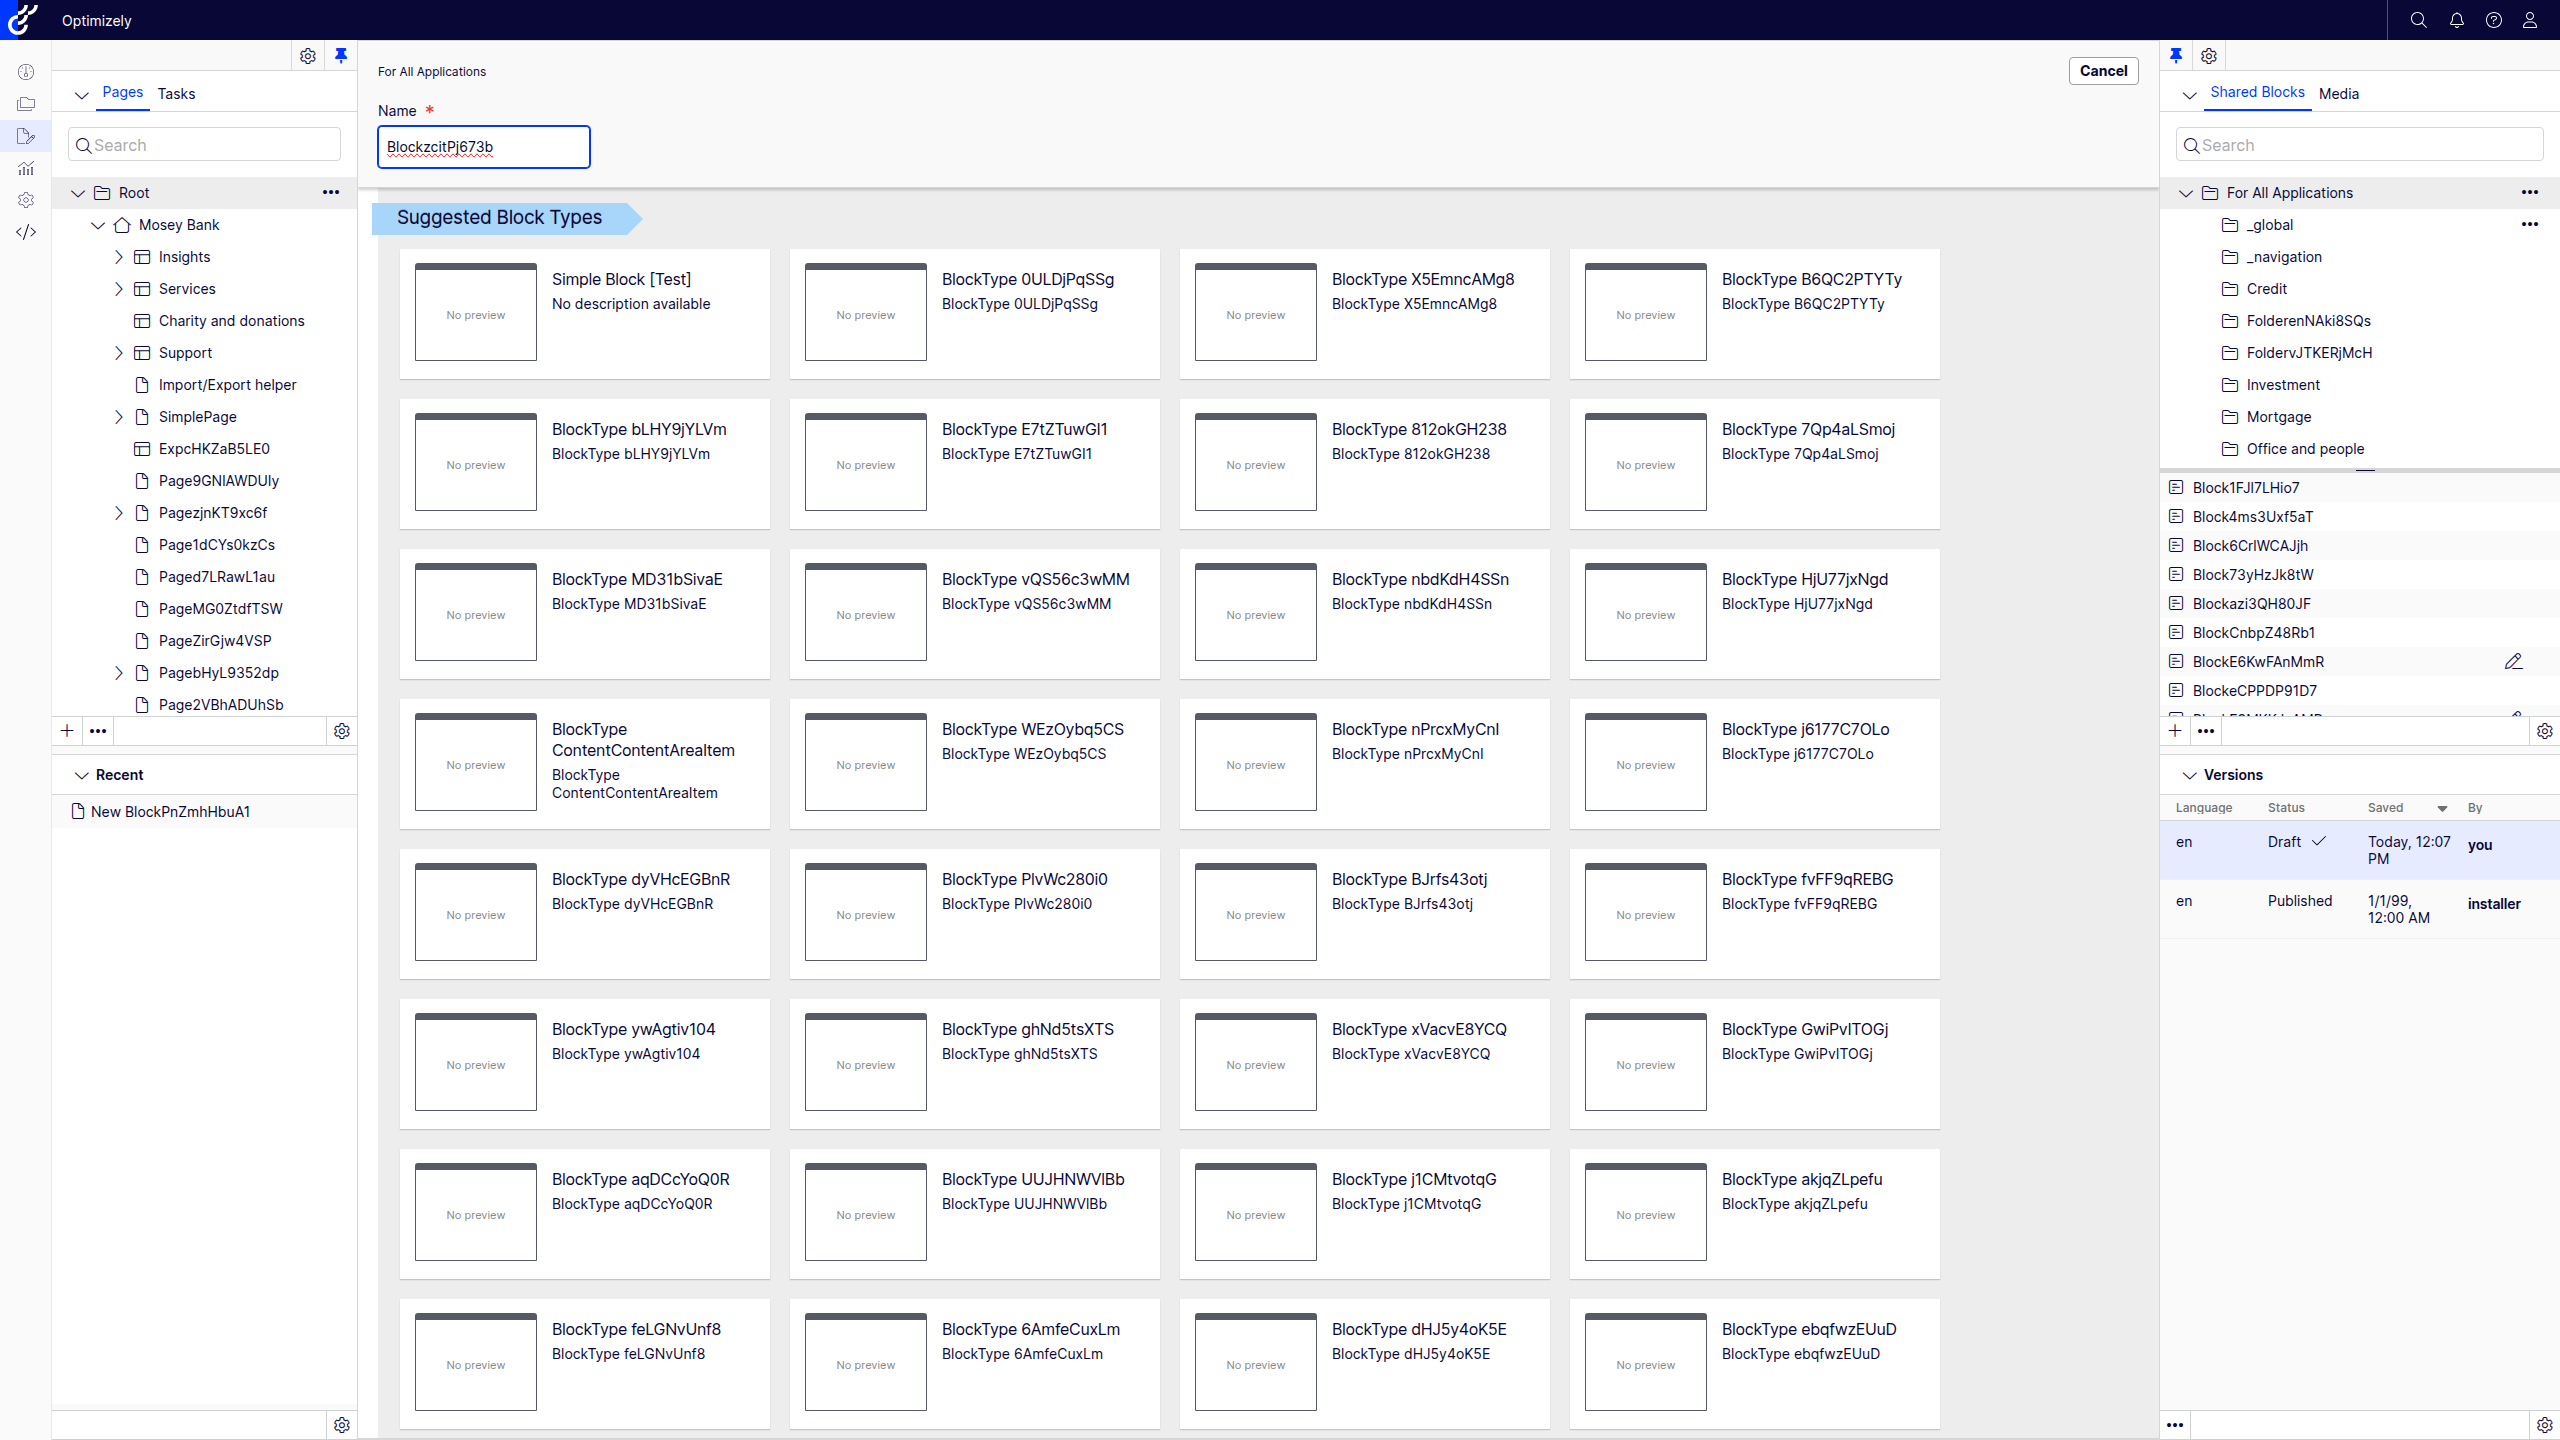 Optimizely
Pages
Tasks
Search
Root
Mosey Bank
Insights
Services
Charity and donations
Support
Import/Export helper
SimplePage
ExpcHKZaB5LE0
Page9GNIAWDUIy
PagezjnKT9xc6f
Page1dCYs0kzCs
Paged7LRawL1au
PageMG0ZtdfTSW
PageZirGjw4VSP
PagebHyL9352dp
Page2VBhADUhSb
Recent
New BlockPnZmhHbuA1
For All Applications
Cancel
Name *
BlockzcitPj673b
Suggested Block Types
No preview
Simple Block [Test]
No description available
No preview
BlockType 0ULDjPqSSg
BlockType 0ULDjPqSSg
No preview
BlockType X5EmncAMg8
BlockType X5EmncAMg8
No preview
BlockType B6QC2PTYTy
BlockType B6QC2PTYTy
No preview
BlockType bLHY9jYLVm
BlockType bLHY9jYLVm
No preview
BlockType E7tZTuwGI1
BlockType E7tZTuwGI1
No preview
BlockType 812okGH238
BlockType 812okGH238
No preview
BlockType 7Qp4aLSmoj
BlockType 7Qp4aLSmoj
No preview
BlockType MD31bSivaE
BlockType MD31bSivaE
No preview
BlockType vQS56c3wMM
BlockType vQS56c3wMM
No preview
BlockType nbdKdH4SSn
BlockType nbdKdH4SSn
No preview
BlockType HjU77jxNgd
BlockType HjU77jxNgd
No preview
BlockType
ContentContentAreaItem
BlockType
ContentContentAreaItem
No preview
BlockType WEzOybq5CS
BlockType WEzOybq5CS
No preview
BlockType nPrcxMyCnI
BlockType nPrcxMyCnI
No preview
BlockType j6177C7OLo
BlockType j6177C7OLo
No preview
BlockType dyVHcEGBnR
BlockType dyVHcEGBnR
No preview
BlockType PIvWc280i0
BlockType PIvWc280i0
No preview
BlockType BJrfs43otj
BlockType BJrfs43otj
No preview
BlockType fvFF9qREBG
BlockType fvFF9qREBG
No preview
BlockType ywAgtiv104
BlockType ywAgtiv104
No preview
BlockType ghNd5tsXTS
BlockType ghNd5tsXTS
No preview
BlockType xVacvE8YCQ
BlockType xVacvE8YCQ
No preview
BlockType GwiPvITOGj
BlockType GwiPvITOGj
No preview
BlockType aqDCcYoQ0R
BlockType aqDCcYoQ0R
No preview
BlockType UUJHNWVIBb
BlockType UUJHNWVIBb
No preview
BlockType j1CMtvotqG
BlockType j1CMtvotqG
No preview
BlockType akjqZLpefu
BlockType akjqZLpefu
No preview
BlockType feLGNvUnf8
BlockType feLGNvUnf8
No preview
BlockType 6AmfeCuxLm
BlockType 6AmfeCuxLm
No preview
BlockType dHJ5y4oK5E
BlockType dHJ5y4oK5E
No preview
BlockType ebqfwzEUuD
BlockType ebqfwzEUuD
Shared Blocks
Media
Search
For All Applications
_global
_navigation
Credit
FolderenNAki8SQs
FoldervJTKERjMcH
Investment
Mortgage
Office and people
Block1FJl7LHio7
Block4ms3Uxf5aT
Block6CrlWCAJjh
Block73yHzJk8tW
Blockazi3QH80JF
BlockCnbpZ48Rb1
BlockE6KwFAnMmR
BlockeCPPDP91D7
Versions
Language Status Saved By
en Draft Today, 12:07 PM you
en Published 1/1/99, 12:00 AM installer